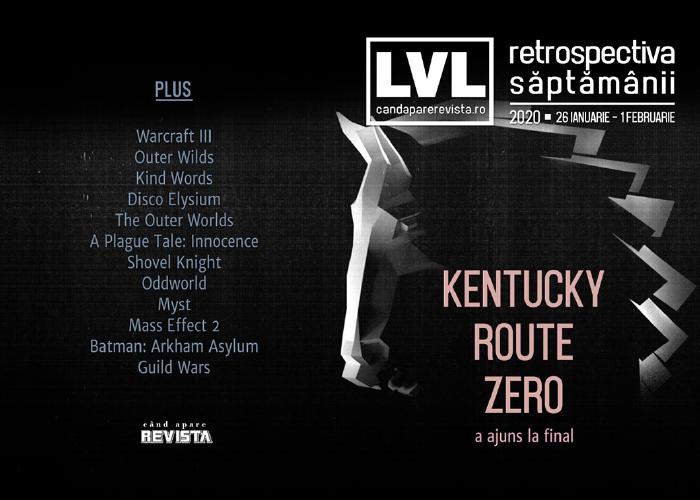 PLUS
Warcraft III
Outer Wilds
Kind Words
Disco Elysium
The Outer Worlds
A Plague Tale: Innocence
Shovel Knight
Oddworld
Myst
Mass Effect 2
Batman: Arkham Asylum
Guild Wars
când apare
REVISTA
LVL
candaparerevista.ro
retrospectiva
săptămânii
2020 ▪ 26 IANUARIE - 1 FEBRUARIE
KENTUCKY
ROUTE
ZERO
a ajuns la final